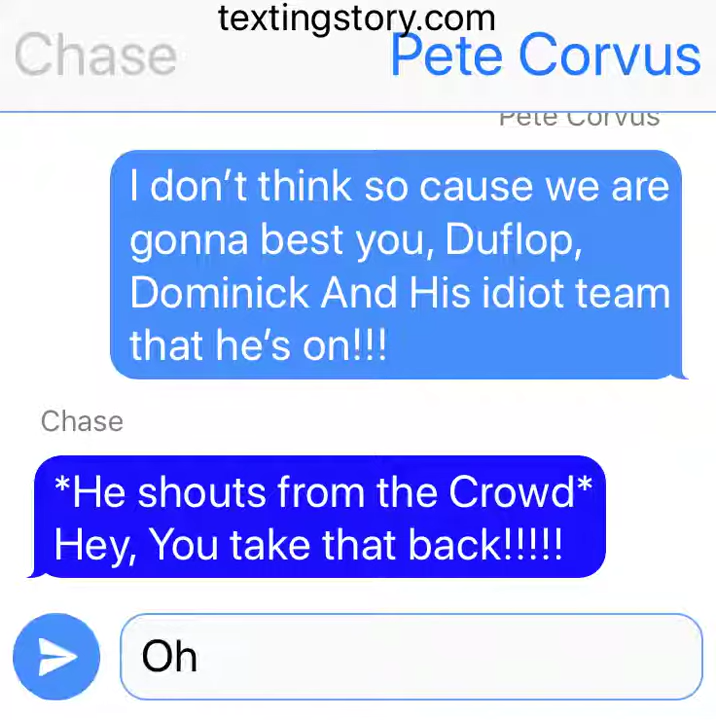 textingstory.com
Chase
Pete Corvus
Pete Corvus
I don’t think so cause we are
gonna best you, Duflop,
Dominick And His idiot team
that he’s on!!!
Chase
*He shouts from the Crowd*
Hey, You take that back!!!!!
Oh